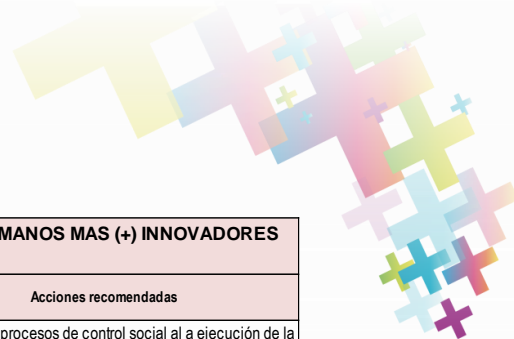 MANOS MAS (+) INNOVADORES
Acciones recomendadas
procesos de control social al a ejecución de la